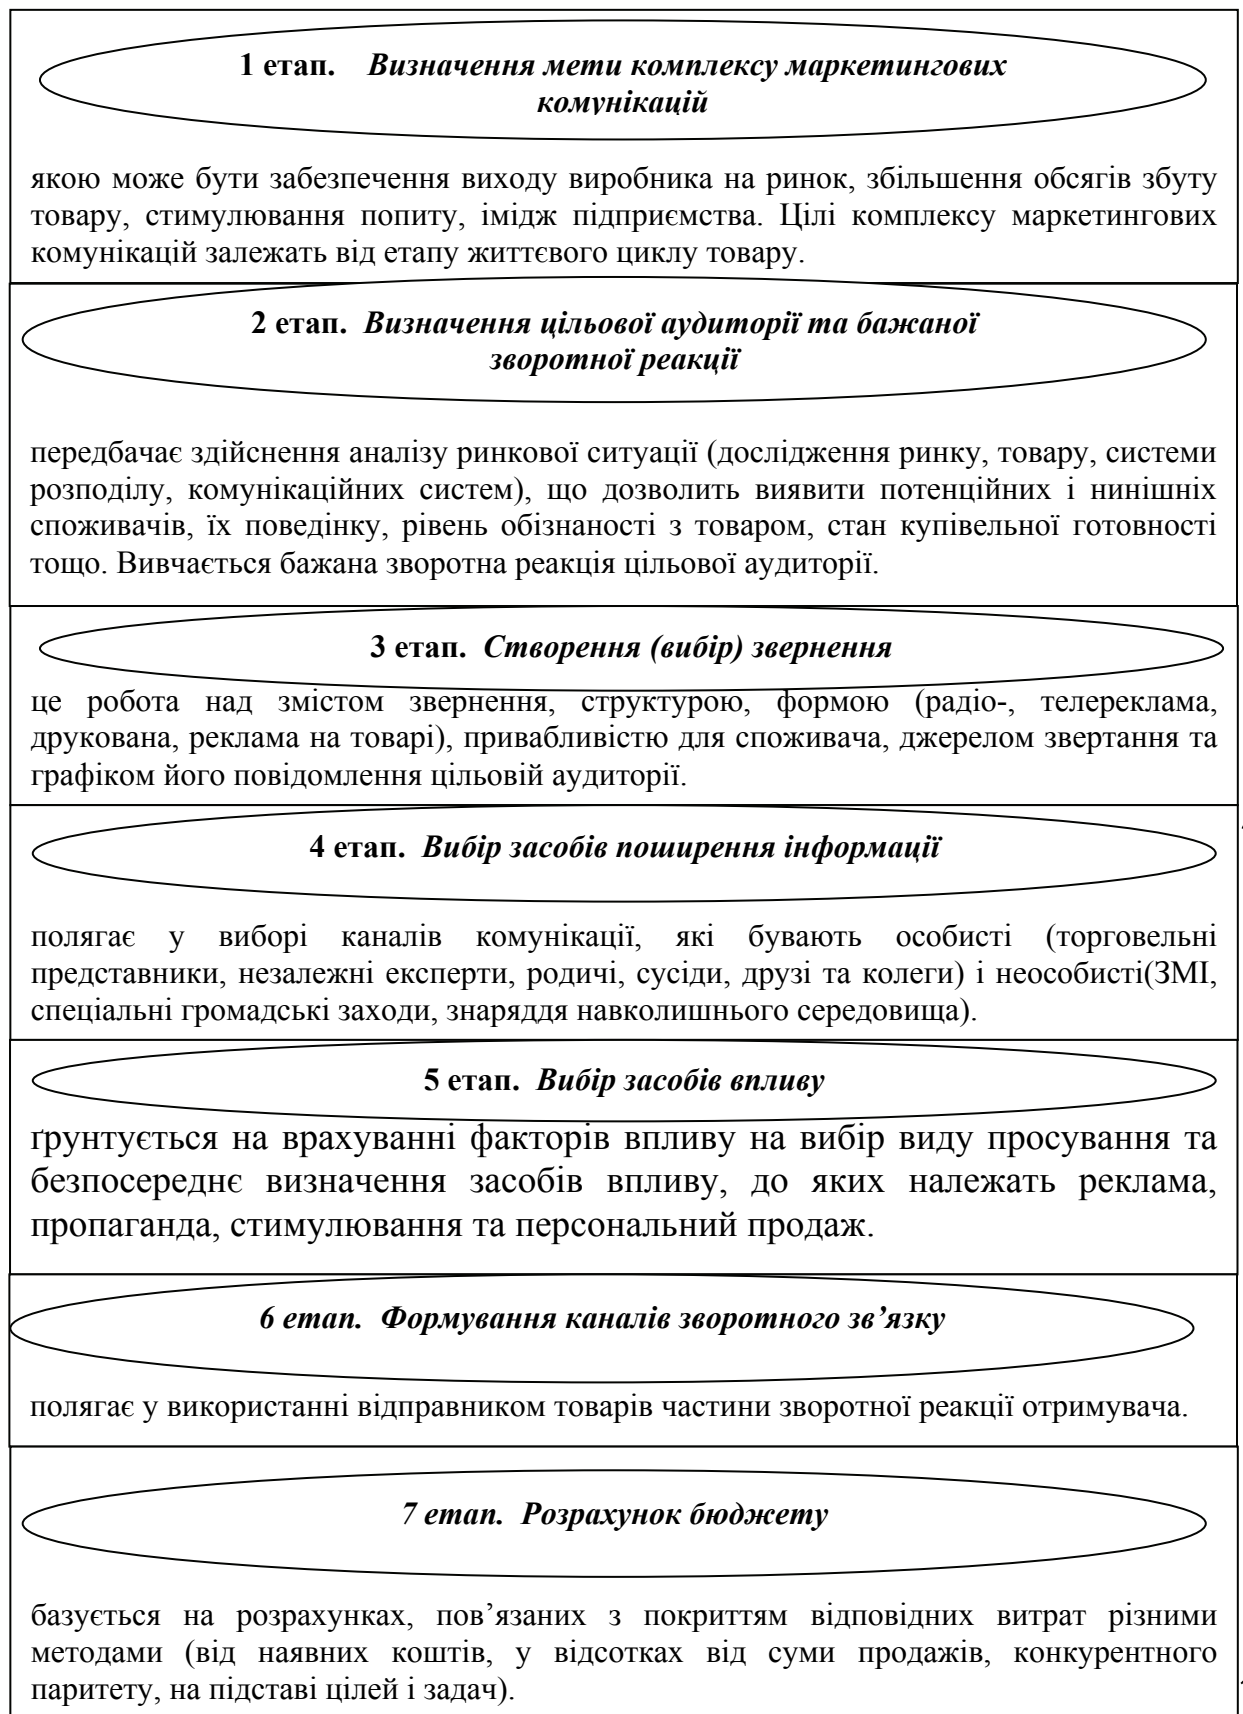 1 етап. Визначення мети комплексу маркетингових
комунікацій
якою може бути забезпечення виходу виробника на ринок, збільшення обсягів збуту
товару, стимулювання попиту, імідж підприємства. Цілі комплексу маркетингових
комунікацій залежать від етапу життєвого циклу товару.
2 етап. Визначення цільової аудиторії та бажаної
зворотної реакції
передбачає здійснення аналізу ринкової ситуації (дослідження ринку, товару, системи
розподілу, комунікаційних систем), що дозволить виявити потенційних і нинішніх
споживачів, їх поведінку, рівень обізнаності з товаром, стан купівельної готовності
тощо. Вивчається бажана зворотна реакція цільової аудиторії.
3 етап. Створення (вибір) звернення
це робота над змістом звернення, структурою, формою (радіо-, телереклама,
друкована, реклама на товарі), привабливістю для споживача, джерелом звертання та
графіком його повідомлення цільовій аудиторії.
4 етап. Вибір засобів поширення інформації
полягає у виборі каналів комунікації, які бувають особисті (торговельні
представники, незалежні експерти, родичі, сусіди, друзі та колеги) і неособисті(ЗМІ,
спеціальні громадські заходи, знаряддя навколишнього середовища).
5 етап. Вибір засобів впливу
ґрунтується на врахуванні факторів впливу на вибір виду просування та
безпосереднє визначення засобів впливу, до яких належать реклама,
пропаганда, стимулювання та персональний продаж.
6 етап. Формування каналів зворотного зв’язку
полягає у використанні відправником товарів частини зворотної реакції отримувача.
7 етап. Розрахунок бюджету
базується на розрахунках, пов’язаних з покриттям відповідних витрат різними
методами (від наявних коштів, у відсотках від суми продажів, конкурентного
паритету, на підставі цілей і задач).